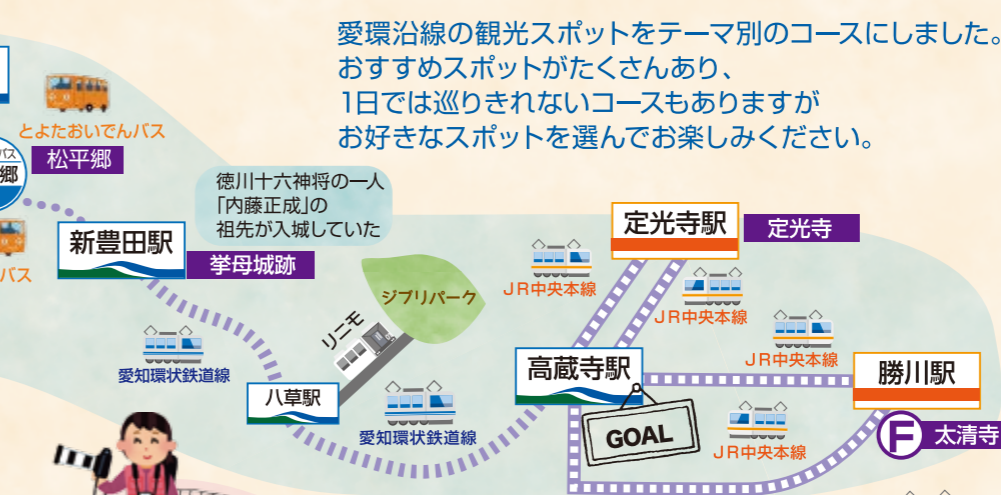 愛環沿線の観光スポットをテーマ別のコースにしました。
おすすめスポットがたくさんあり、
1日では巡りきれないコースもありますが
お好きなスポットを選んでお楽しみください。
とよたおいでんバス
バス
郷
松平郷
バス
徳川十六神将の一人
「内藤正成」の
祖先が入城していた
新豊田駅
挙母城跡
愛知環状鉄道線
ジブリパーク
リニモ
八草駅
愛知環状鉄道線
定光寺駅
定光寺
JR中央本線
JR中央本線
高蔵寺駅
GOAL
JR中央本線
勝川駅
F
太清寺
JR中央本線